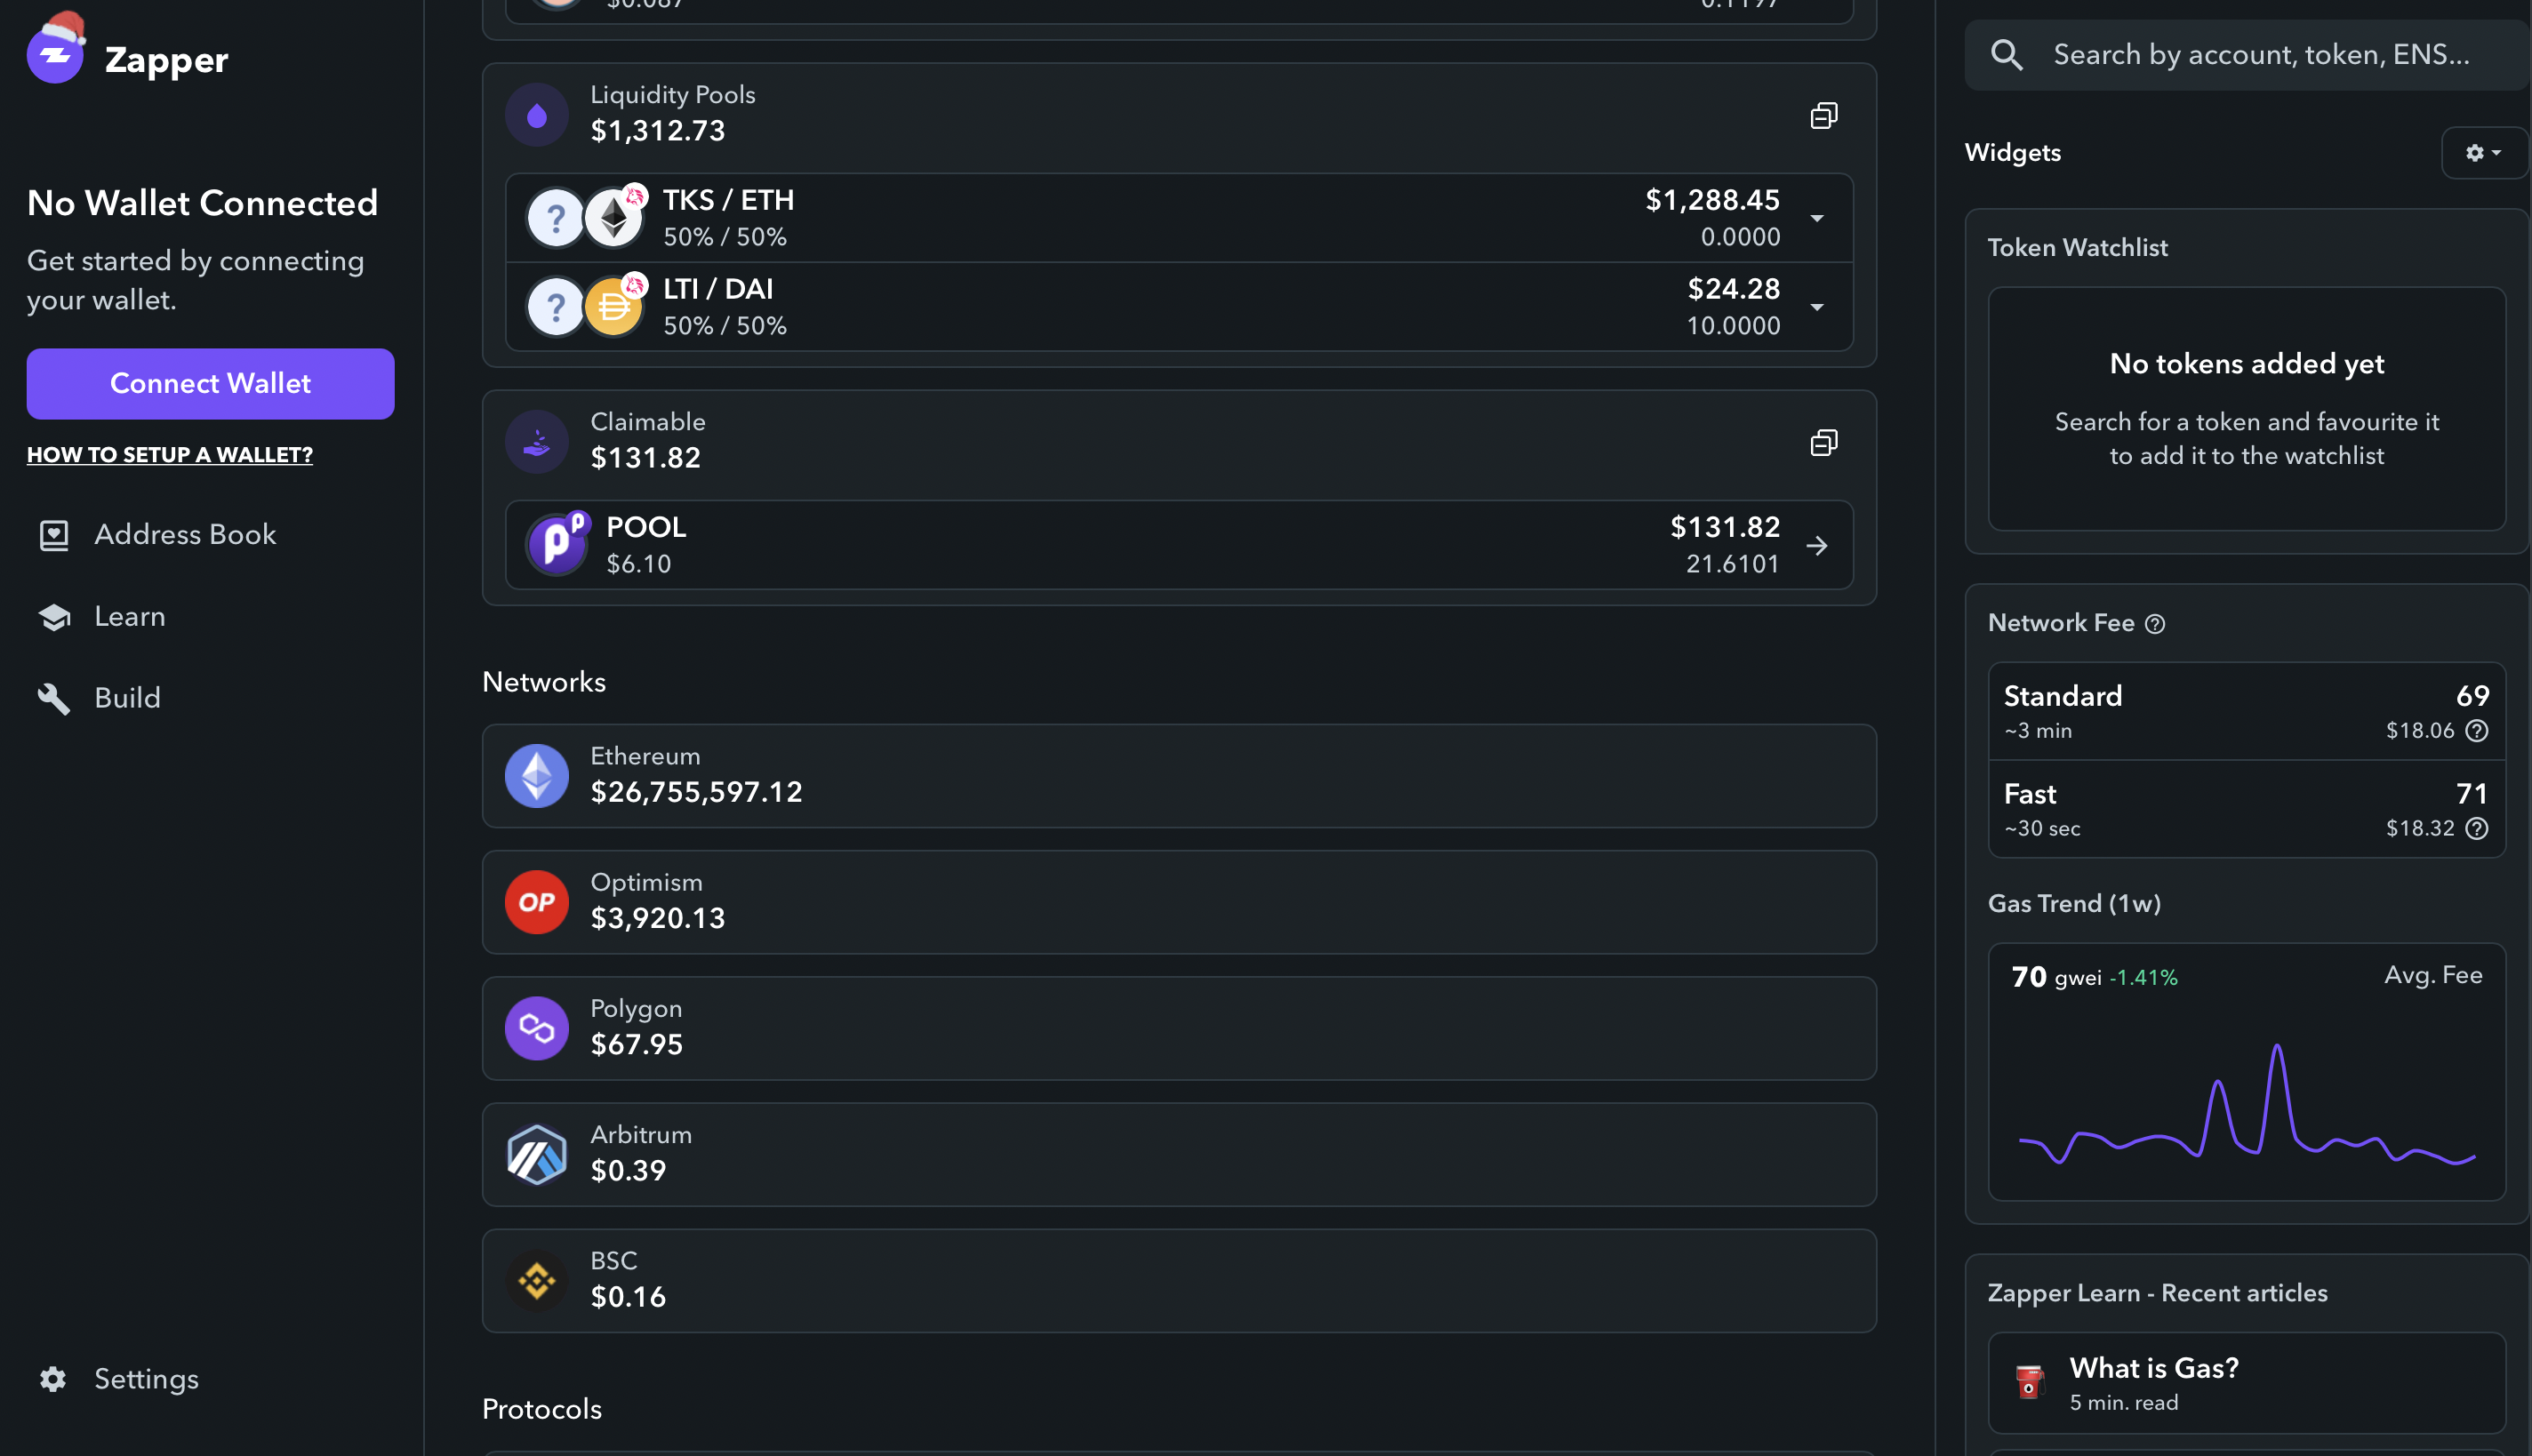 Zapper
No Wallet Connected
Get started by connecting
your wallet.
Connect Wallet
HOW TO SETUP A WALLET?
Address Book
Learn
Build
Settings
Liquidity Pools
$1,312.73
TKS / ETH
$1,288.45
50% / 50%
0.0000
LTI / DAI
$24.28
50% / 50%
10.0000
Claimable
$131.82
POOL
$131.82
$6.10
21.6101
Networks
Ethereum
$26,755,597.12
OP
Optimism
$3,920.13
Polygon
$67.95
Arbitrum
$0.39
BSC
$0.16
Protocols
Search by account, token, ENS...
Widgets
Token Watchlist
No tokens added yet
Search for a token and favourite it
to add it to the watchlist
Network Fee
Standard
69
~3 min
$18.06
Fast
71
~30 sec
$18.32
Gas Trend (1w)
70 gwei -1.41%
Avg. Fee
Zapper Learn - Recent articles
What is Gas?
5 min. read